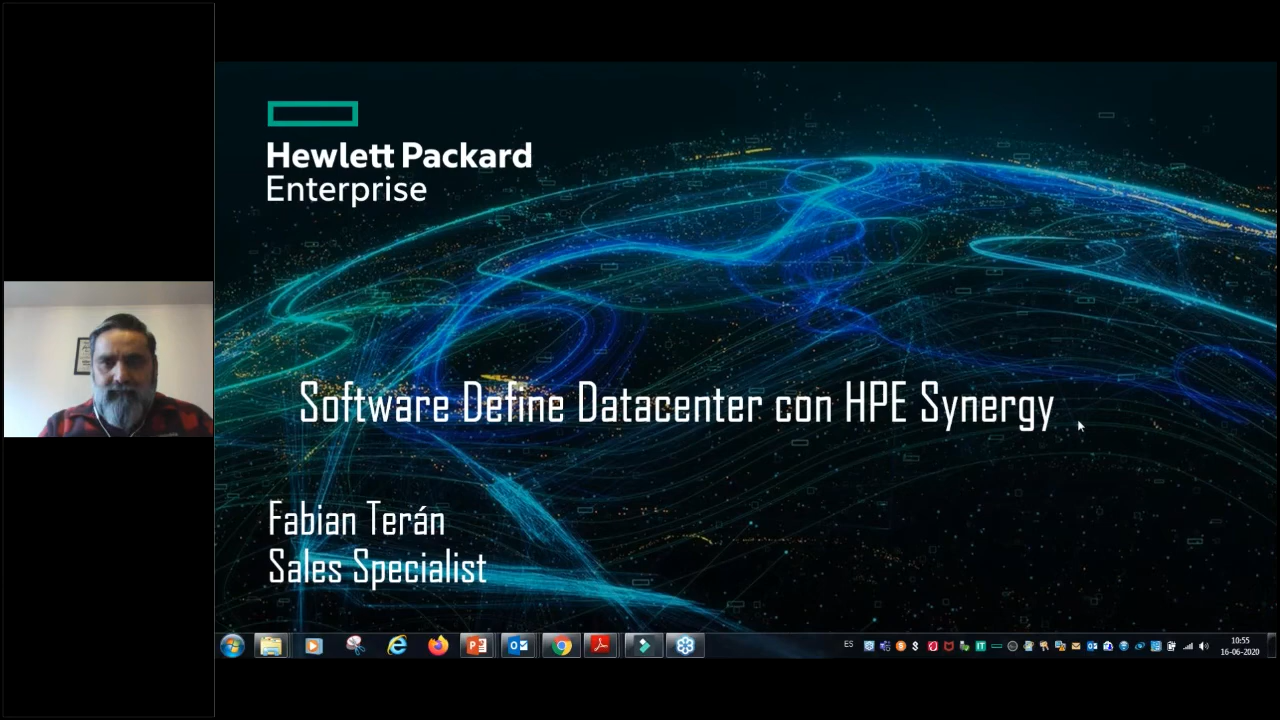 Hewlett Packard
Enterprise
Software Define Datacenter con HPE Synergy
Fabian Terán
Sales Specialist
ES
10:55
16-06-2020